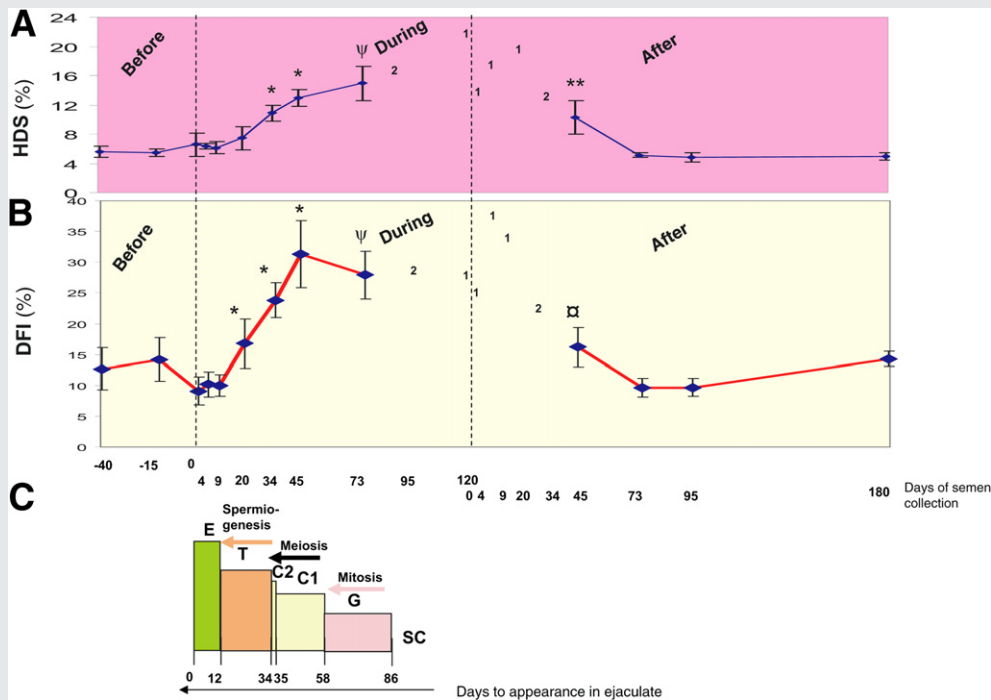 A
24
20
16
12
8
4
0
HDS (%)
Before
During
After
*
*
ψ
2
1
1
1
1
2
**
B
40
35
30
25
20
15
10
5
0
DFI (%)
Before
During
After
*
*
*
ψ
2
1
1
1
1
2
¤
-40 -15 0 4 9 20 34 45 73 95 120
0 4 9 20 34 45 73 95 180
Days of semen
collection
C
Spermio-
genesis
Meiosis
Mitosis
E
T
C2
C1
G
SC
0 12 34 35 58 86
Days to appearance in ejaculate